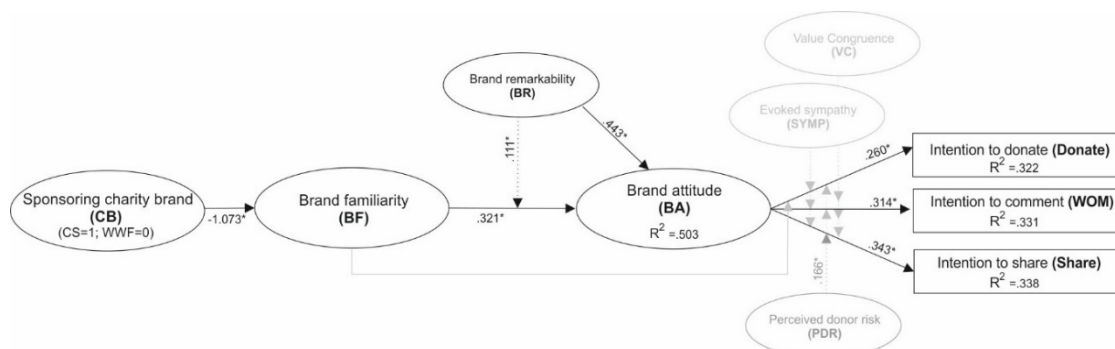 Value Congruence
(VC)
Brand remarkability
(BR)
Evoked sympathy
(SYMP)
.443*
.111*
.260*
Intention to donate (Donate)
R² =.322
Sponsoring charity brand
(CB)
(CS=1; WWF=0)
-1.073*
Brand familiarity
(BF)
.321*
Brand attitude
(BA)
R² =.503
.314*
Intention to comment (WOM)
R² =.331
.343*
Intention to share (Share)
R² =.338
.166*
Perceived donor risk
(PDR)